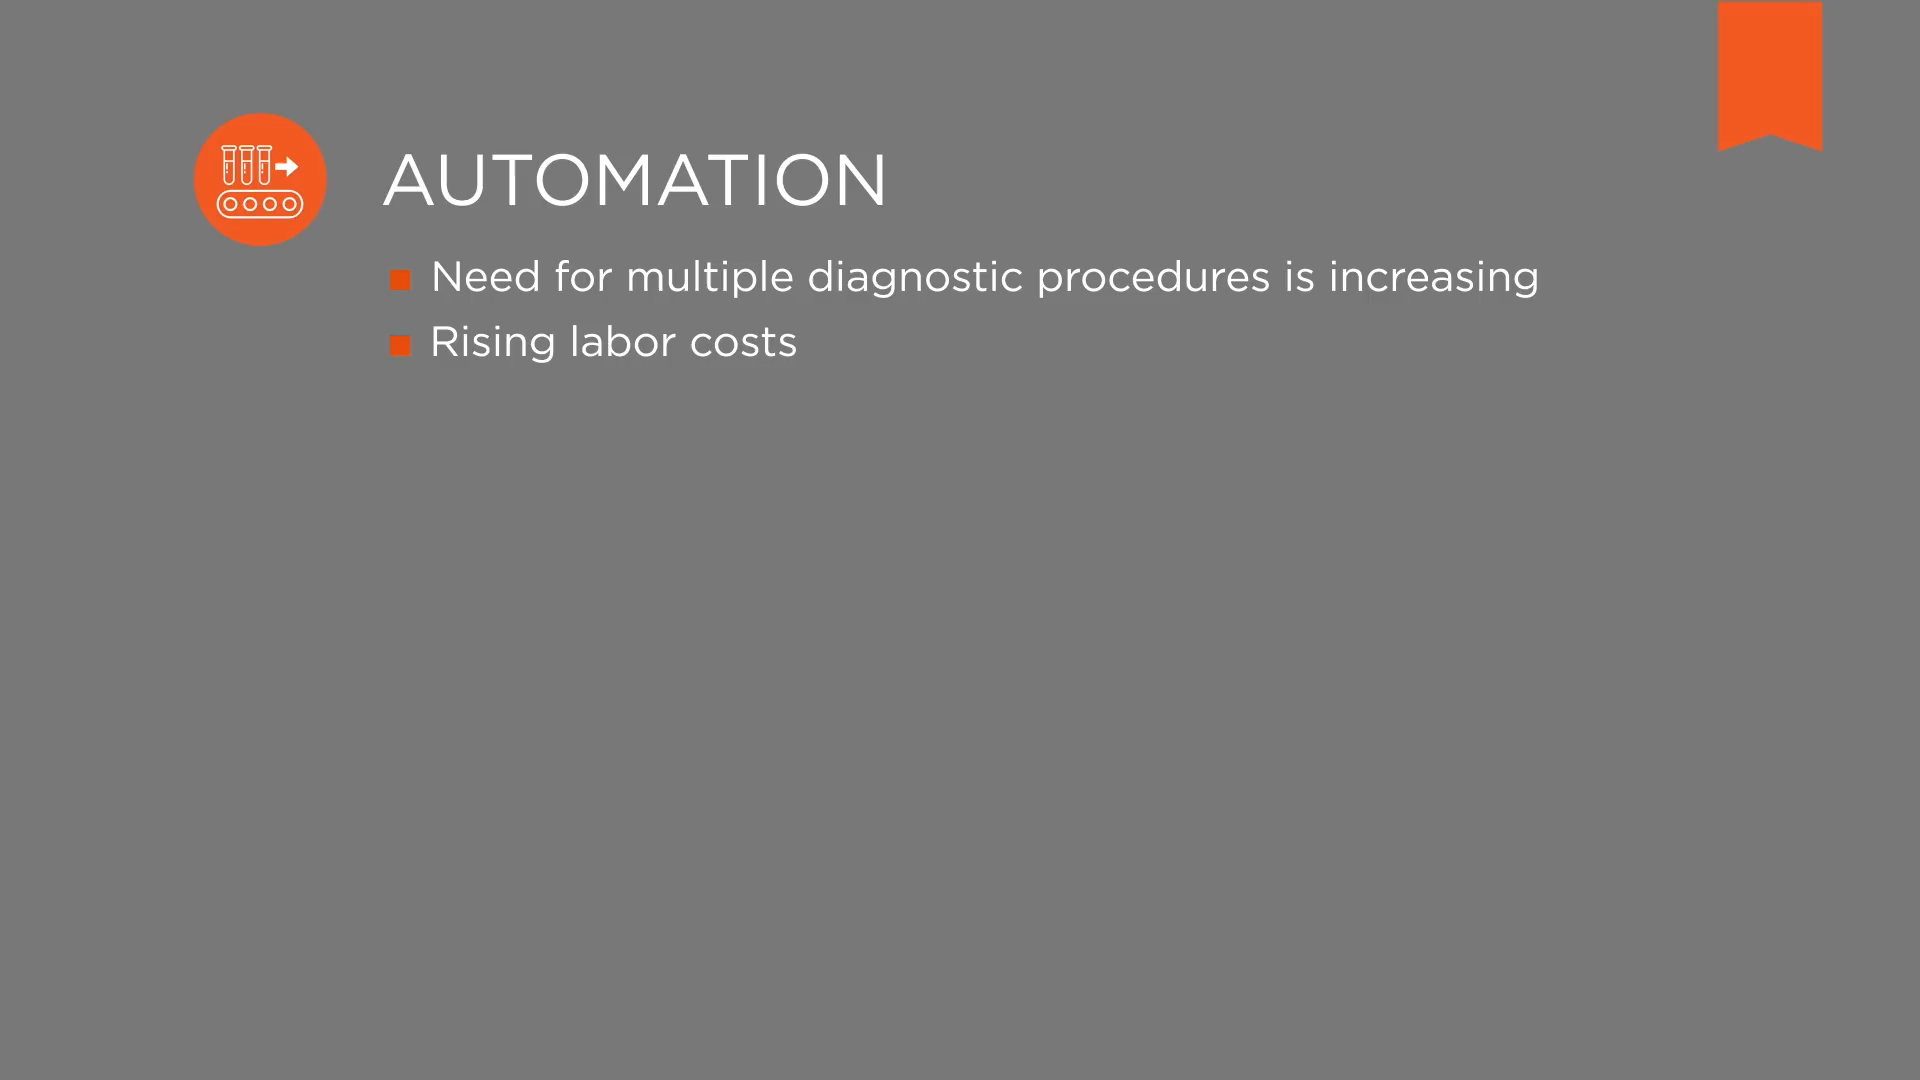 AUTOMATION
Need for multiple diagnostic procedures is increasing
Rising labor costs